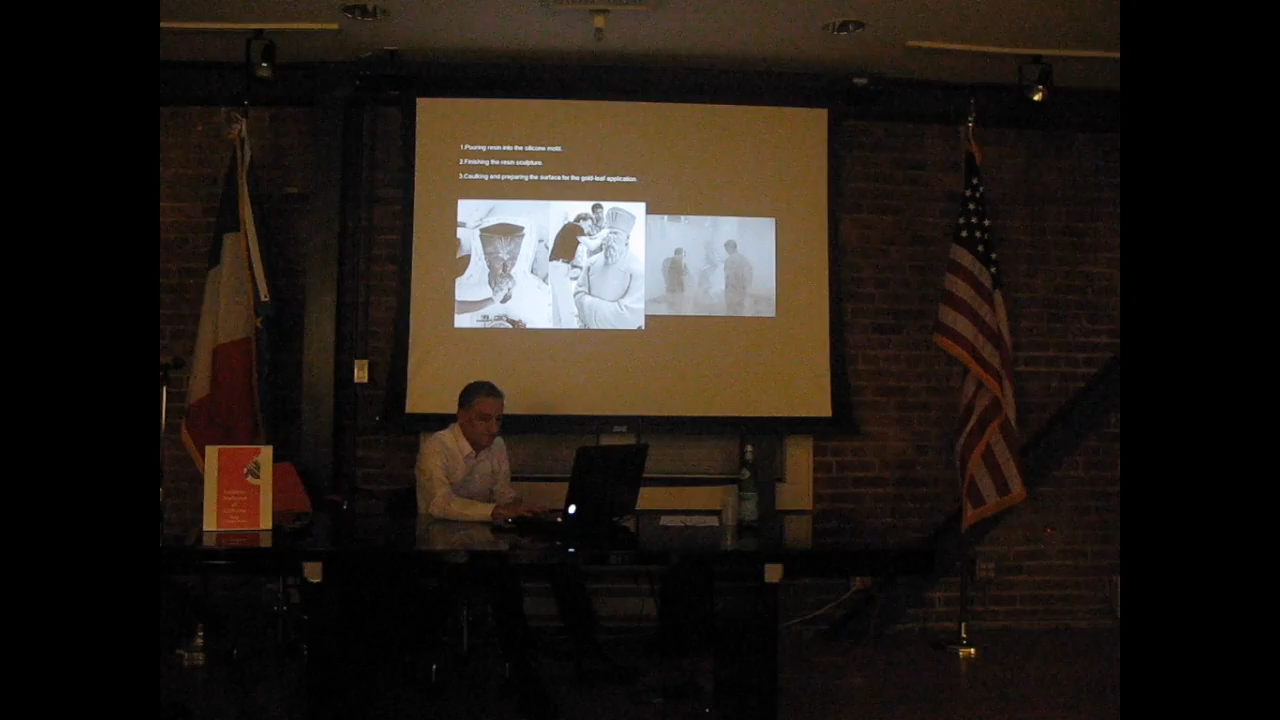 1.Pouring resin into the silicone mold.
2.Finishing the resin sculpture.
3.Caulking and preparing the surface for the gold-leaf application.